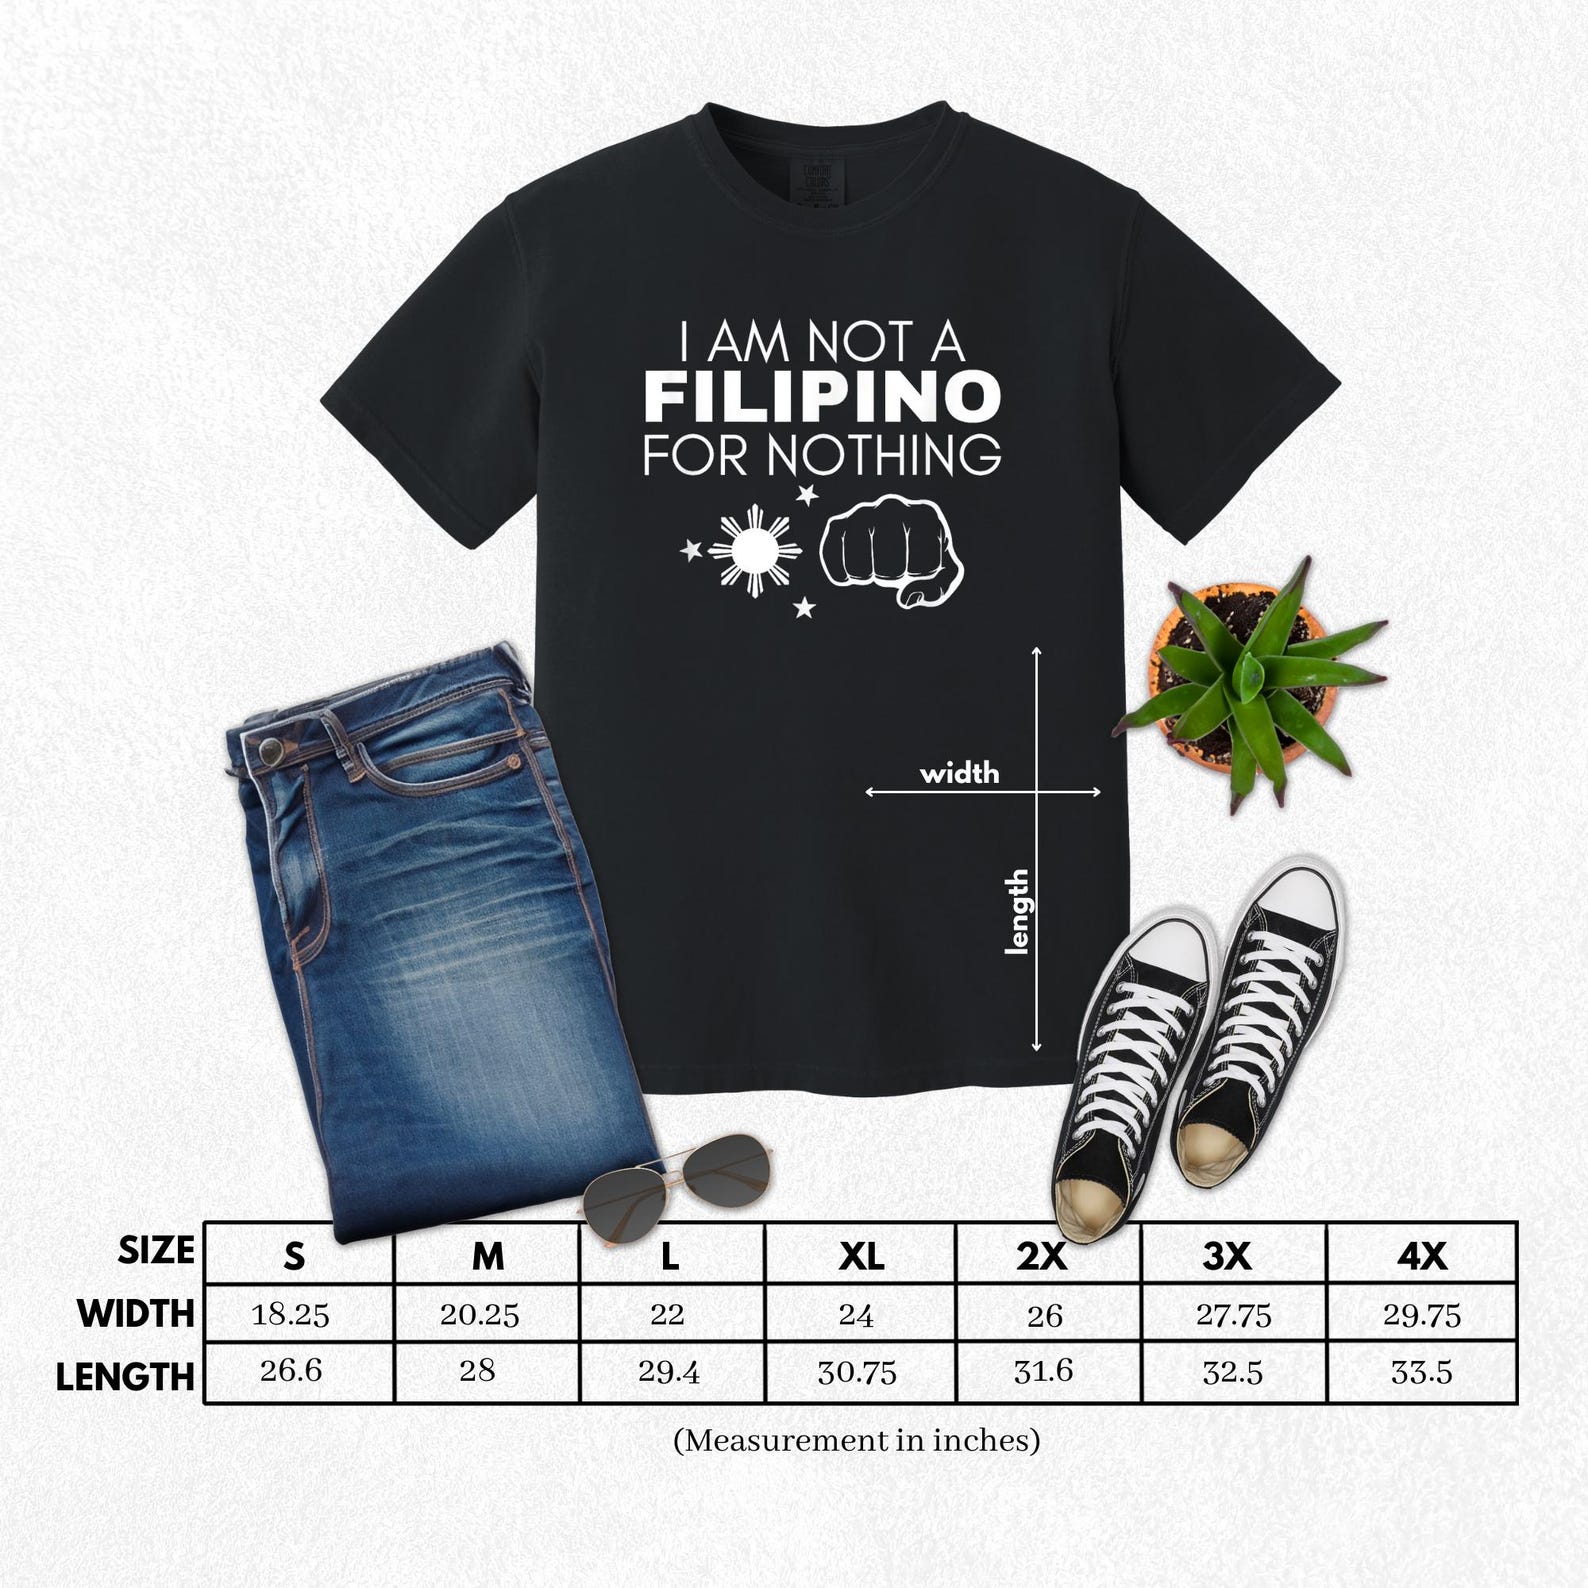 COMFORT
COLORS
I AM NOT A
FILIPINO
FOR NOTHING
width
length
SIZE S M L XL 2X 3X 4X
WIDTH 18.25 20.25 22 24 26 27.75 29.75
LENGTH 26.6 28 29.4 30.75 31.6 32.5 33.5
(Measurement in inches)